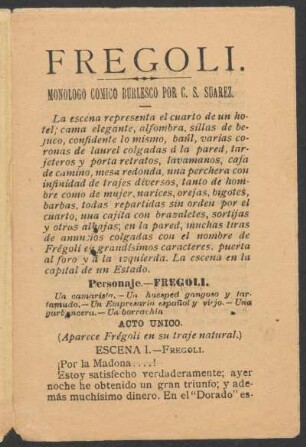 FREGOLI.
MONOLOGO COMICO BURLESCO POR C. S. SUAREZ.
La escena representa el cuarto de un ho-
tel; cama elegante, alfombra, sillas de be-
juco, confidente lo mismo, baúl, varias co-
ronas de laurel colgadas á la pared, tar-
jeteros y porta retratos, lavamanos, caja
de camino, mesa redonda, una perchera con
infinidad de trajes diversos, tanto de hom-
bre como de mujer, narices, orejas, bigotes,
barbas, todas repartidas sin orden por el
cuarto, una cajita con brazaletes, sortijas
y otras alhajas; en la pared, muchas tiras
de anuncios colgadas con el nombre de
Frégoli en grandísimos caracteres. puerta
al foro y á la izquierda. La escena en la
capital de un Estado.
Personaje.—FREGOLI.
Un camarista.—Un huesped gangoso y tar-
tamudo.—Un Empresario español y viejo.—Una
garbancera.—Un borrachin
ACTO UNICO.
(Aparece Frégoli en su traje natural.)
ESCENA I.—FREGOLI.
¡Por la Madona....!
Estoy satisfecho verdaderamente; ayer
noche he obtenido un gran triunfo; y ade-
más muchísimo dinero. En el "Dorado" es-